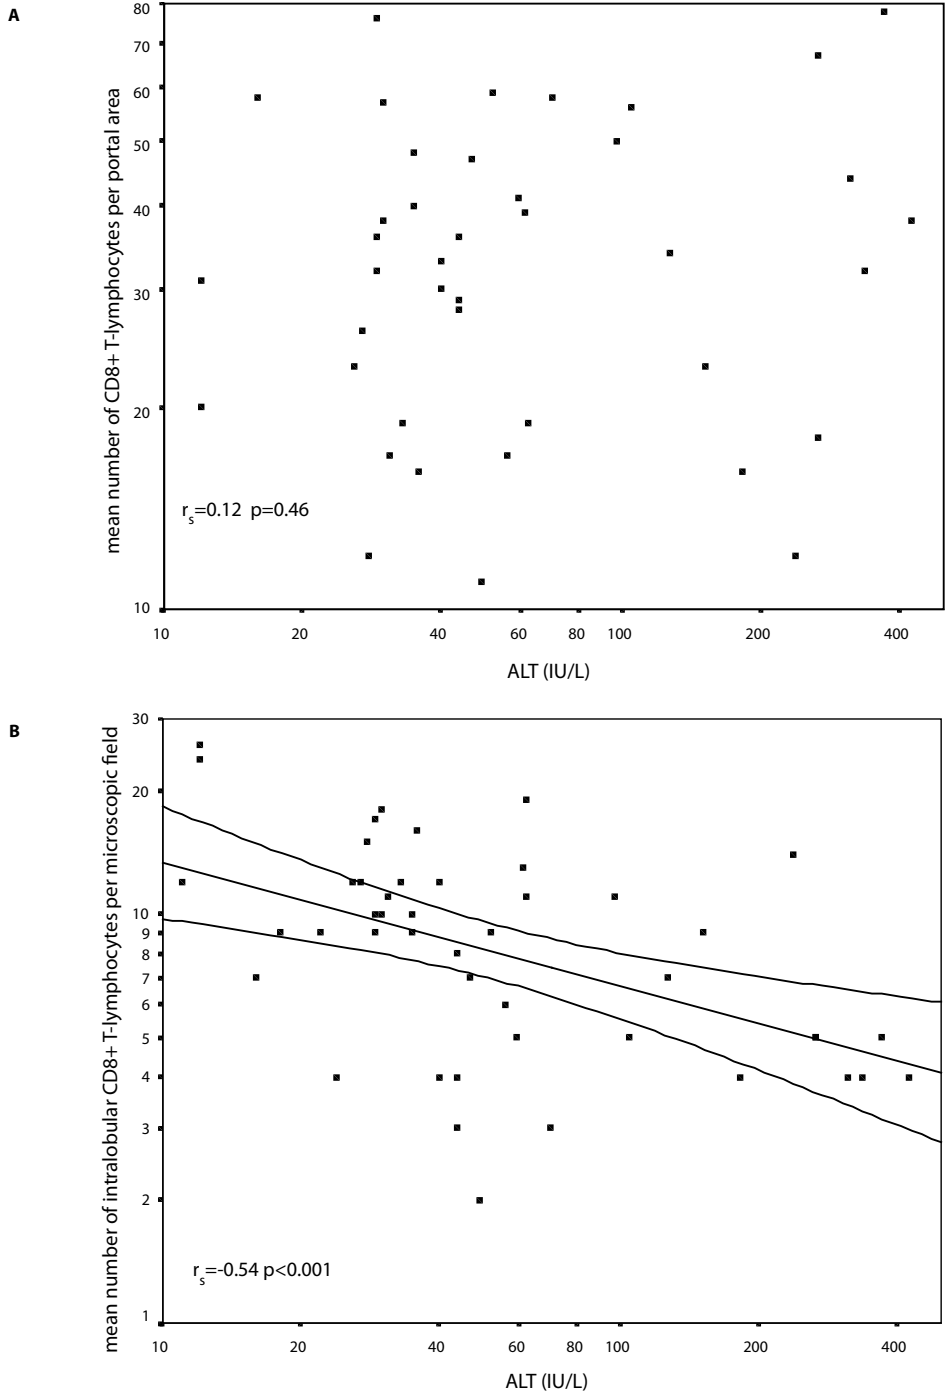 A
mean number of CD8+ T-lymphocytes per portal area
80
70
60
50
40
30
20
10
r_s=0.12 p=0.46
10 20 40 60 80 100 200 400
ALT (IU/L)
B
mean number of intralobular CD8+ T-lymphocytes per microscopic field
30
20
10
9
8
7
6
5
4
3
2
1
r_s=-0.54 p<0.001
10 20 40 60 80 100 200 400
ALT (IU/L)